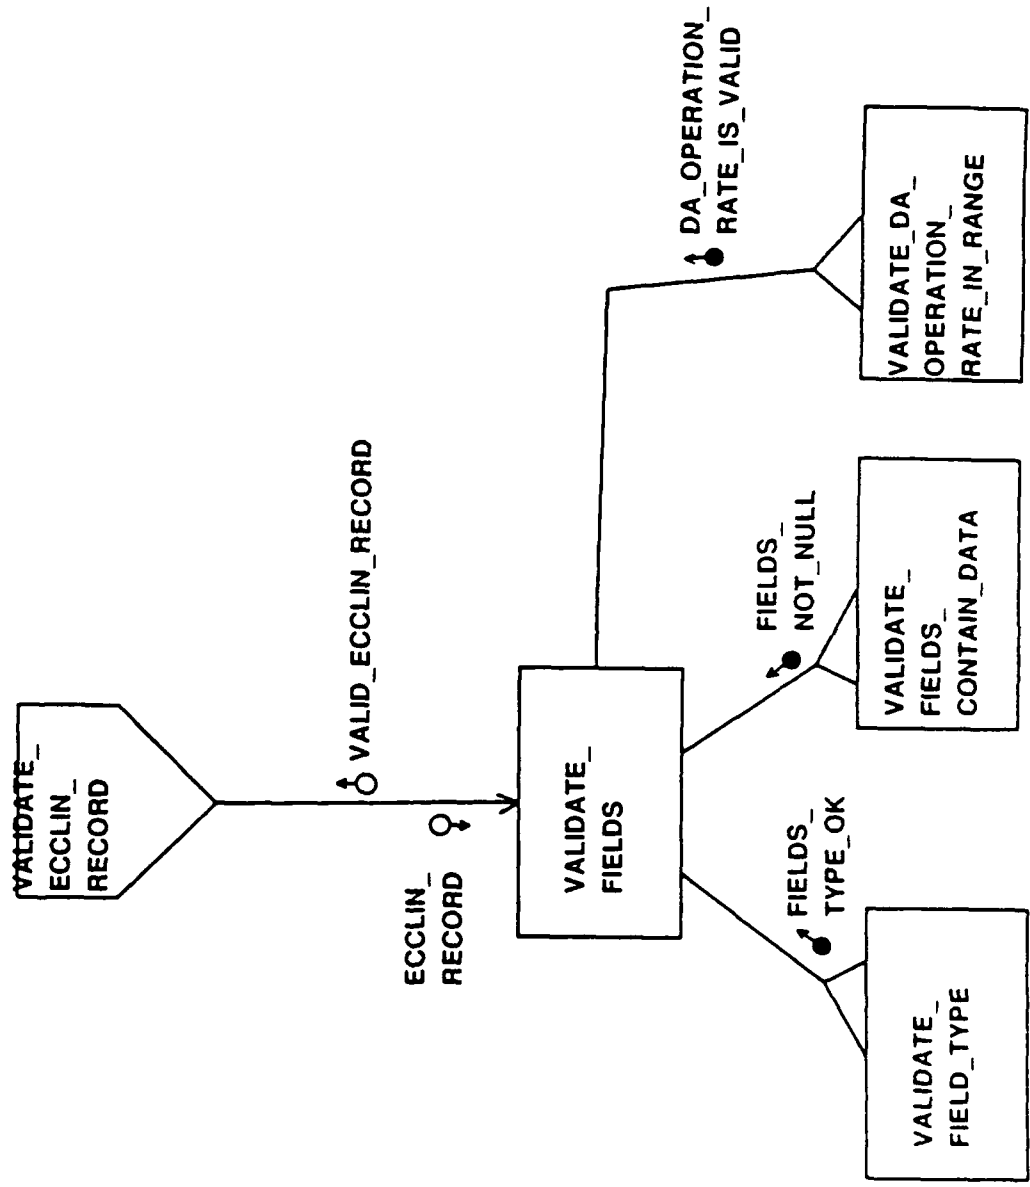 VALIDATE_
ECCLIN_
RECORD
VALID_ECCLIN_RECORD
ECCLIN_
RECORD
VALIDATE_
FIELDS
DA_OPERATION_
RATE_IS_VALID
FIELDS_
NOT_NULL
FIELDS_
TYPE_OK
VALIDATE_
FIELD_TYPE
VALIDATE_
FIELDS_
CONTAIN_DATA
VALIDATE_DA_
OPERATION_
RATE_IN_RANGE